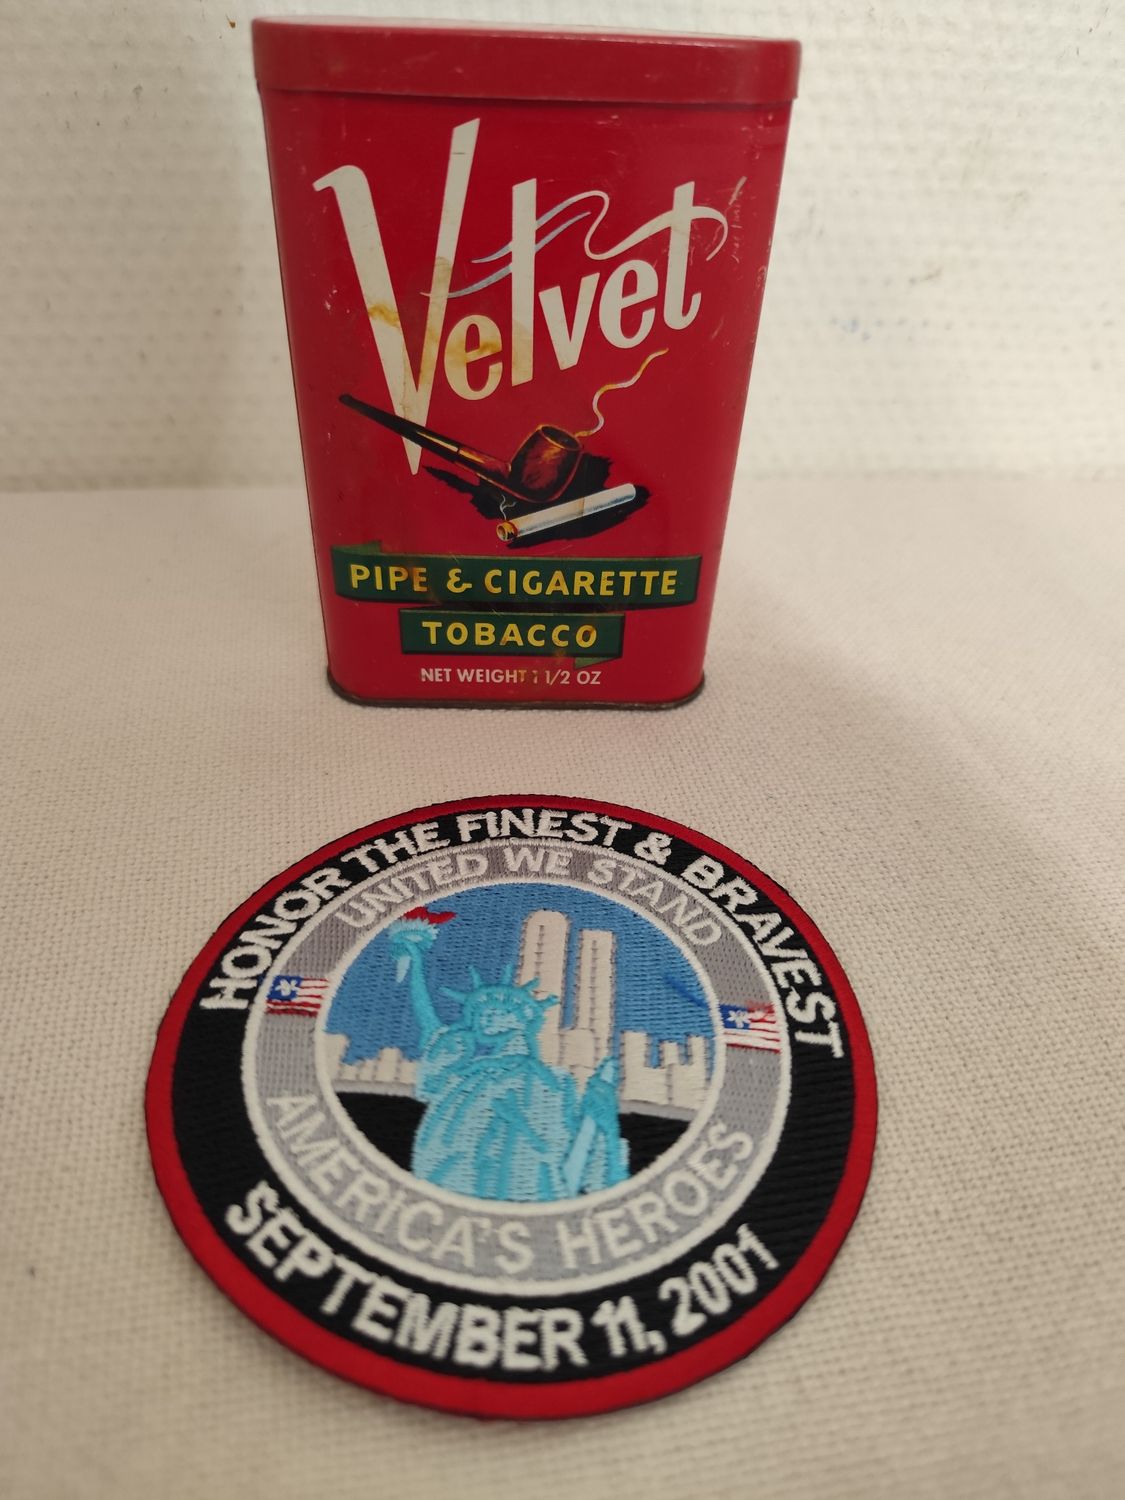 Velvet
PIPE & CIGARETTE
TOBACCO
NET WEIGHT 1 1/2 OZ
HONOR THE FINEST & BRAVEST
UNITED WE STAND
AMERICA'S HEROES
SEPTEMBER 11, 2001